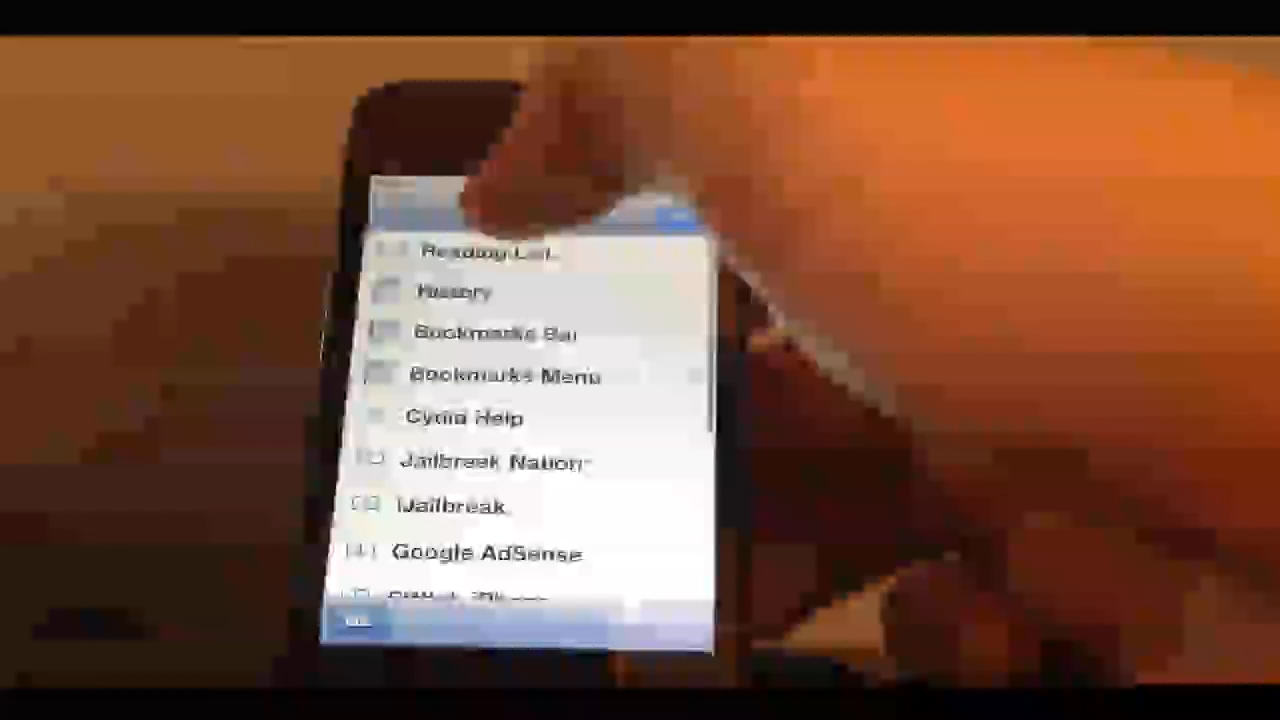 Reading List
History
Bookmarks Bar
Bookmarks Menu
Cydia Help
Jailbreak Nation
iJailbreak
Google AdSense